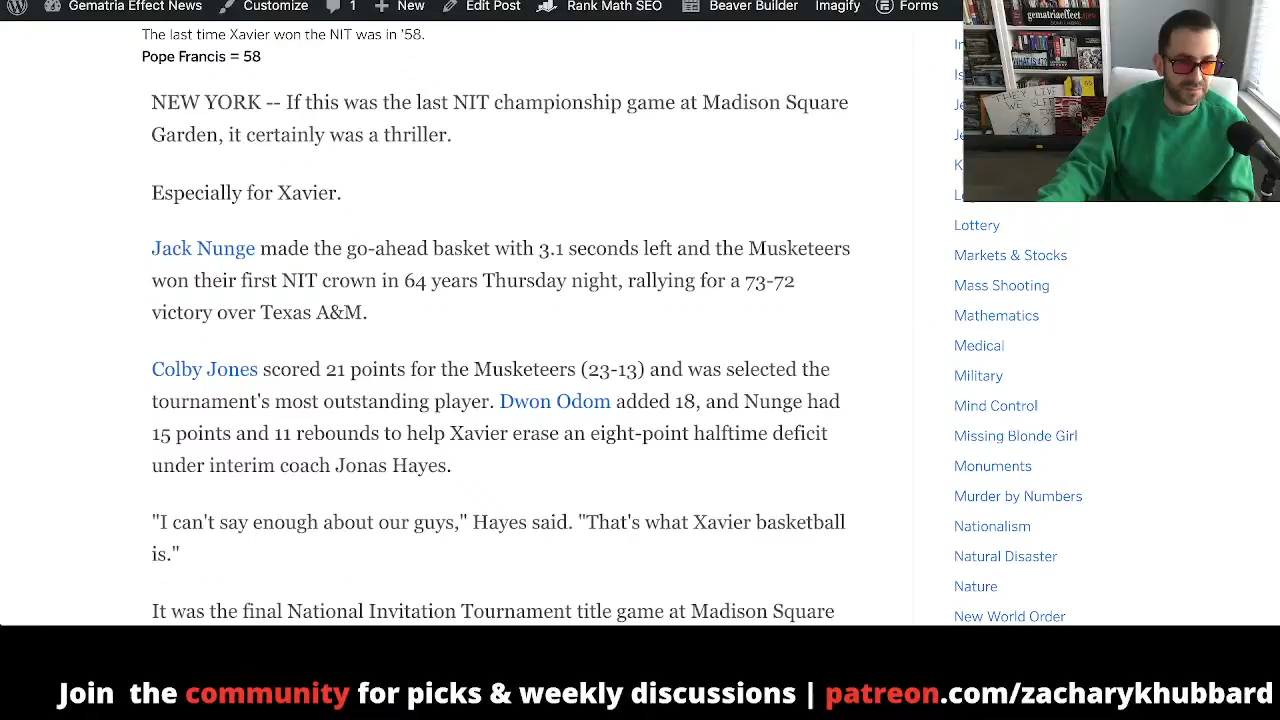 Gematria Effect News Customize 1 New Edit Post Rank Math SEO Beaver Builder Imagify Forms
The last time Xavier won the NIT was in '58.
Pope Francis = 58
NEW YORK -- If this was the last NIT championship game at Madison Square
Garden, it certainly was a thriller.
Especially for Xavier.
Jack Nunge made the go-ahead basket with 3.1 seconds left and the Musketeers
won their first NIT crown in 64 years Thursday night, rallying for a 73-72
victory over Texas A&M.
Colby Jones scored 21 points for the Musketeers (23-13) and was selected the
tournament's most outstanding player. Dwon Odom added 18, and Nunge had
15 points and 11 rebounds to help Xavier erase an eight-point halftime deficit
under interim coach Jonas Hayes.
"I can't say enough about our guys," Hayes said. "That's what Xavier basketball
is."
It was the final National Invitation Tournament title game at Madison Square
gematriaeffect.news
THEY LIVE
WE SLEEP
Lottery
Markets & Stocks
Mass Shooting
Mathematics
Medical
Military
Mind Control
Missing Blonde Girl
Monuments
Murder by Numbers
Nationalism
Natural Disaster
Nature
New World Order
Join the community for picks & weekly discussions | patreon.com/zacharykhubbard